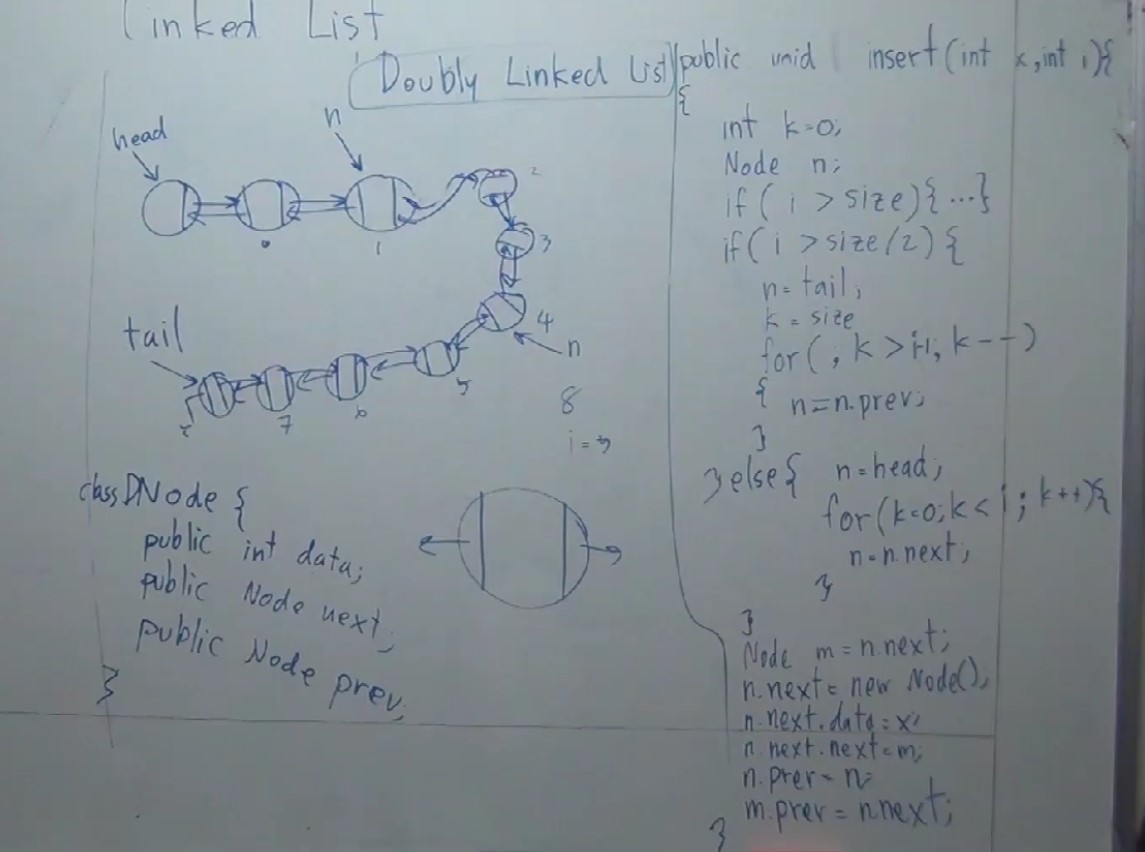 Linked List
Doubly Linked List
head
n
0
1
2
3
4
n
5
6
7
tail
8
i =
class DNode {
public int data;
public Node next;
public Node prev;
}
public void insert(int x, int i){
{
int k=0;
Node n;
if( i > size){ ...}
if( i > size/2) {
n= tail;
k = size
for( ; k > i+1; k--)
{ n=n.prev;
}
} else { n=head;
for(k=0; k< i ; k++){
n=n.next;
}
}
Node m = n.next;
n.next= new Node();
n.next.data = x;
n.next.next=m;
n.prev = n;
m.prev = n.next;
}